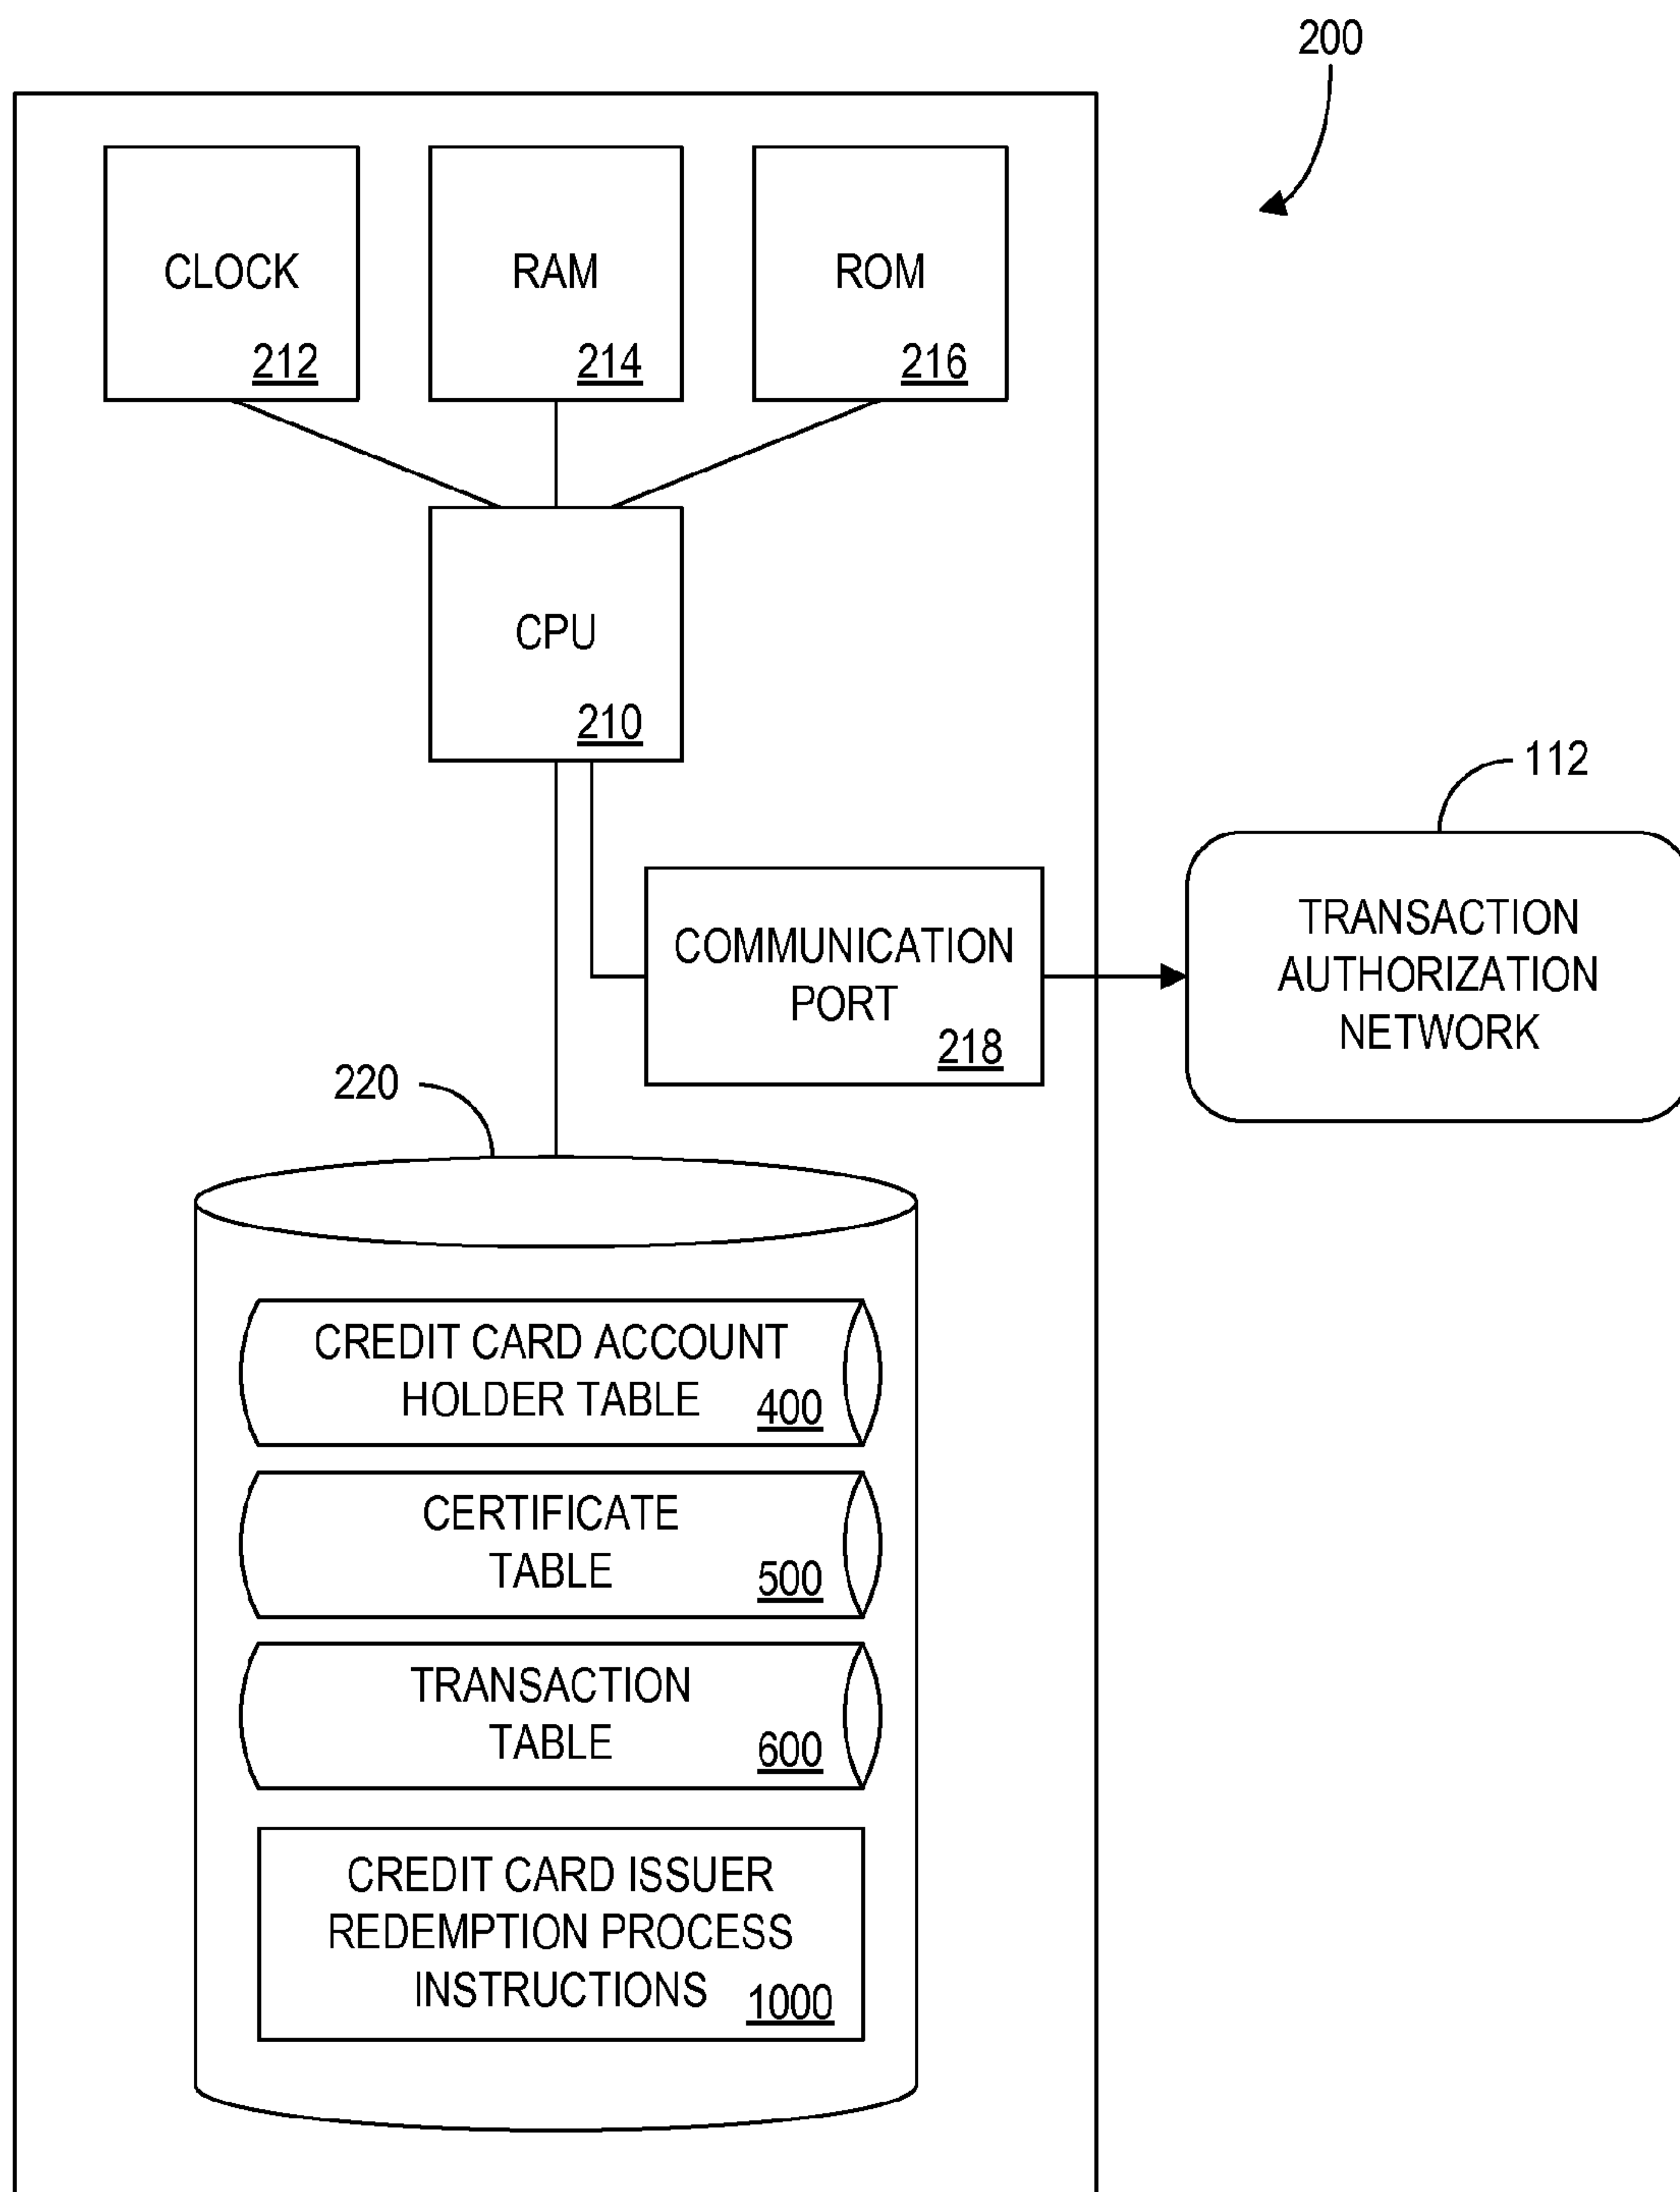 200
CLOCK
212
RAM
214
ROM
216
CPU
210
112
COMMUNICATION
PORT
218
TRANSACTION
AUTHORIZATION
NETWORK
220
CREDIT CARD ACCOUNT
HOLDER TABLE 400
CERTIFICATE
TABLE 500
TRANSACTION
TABLE 600
CREDIT CARD ISSUER
REDEMPTION PROCESS
INSTRUCTIONS 1000